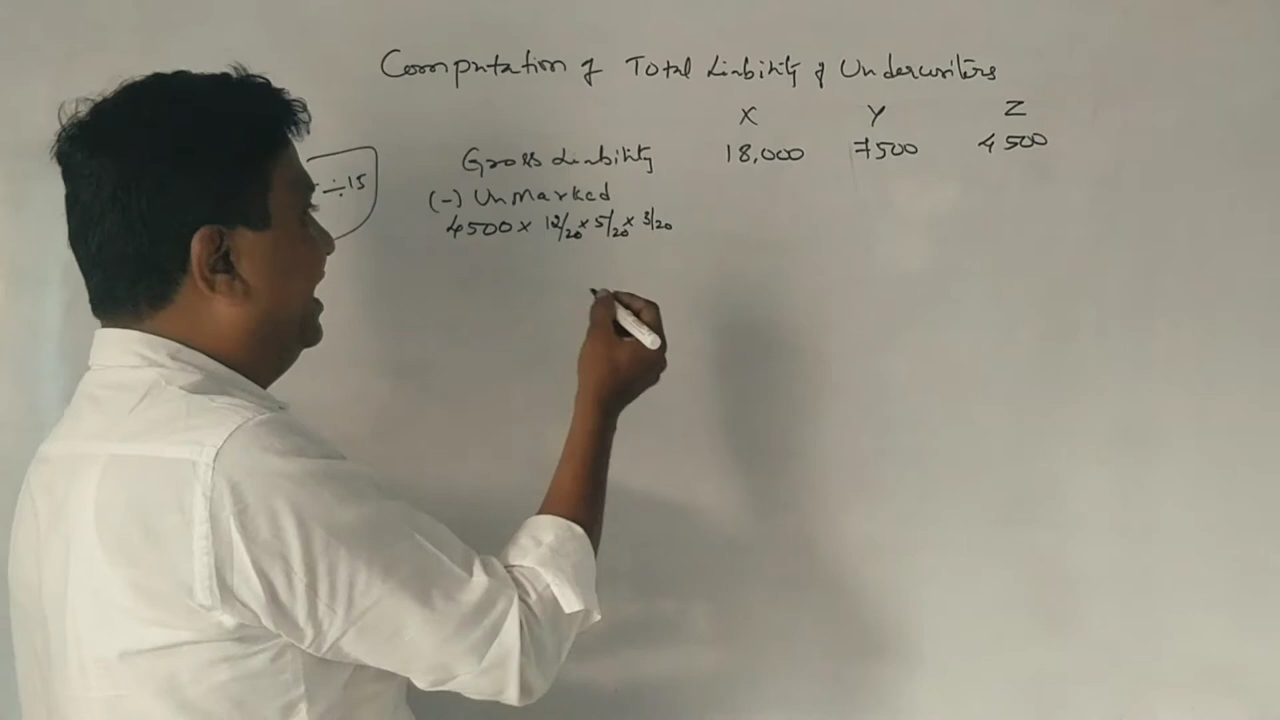 Computation of Total Liability of Underwriters
X Y Z
Gross Liability 18,000 7500 4500
(-) Unmarked
4500 × 12/20 × 5/20 × 3/20
÷15